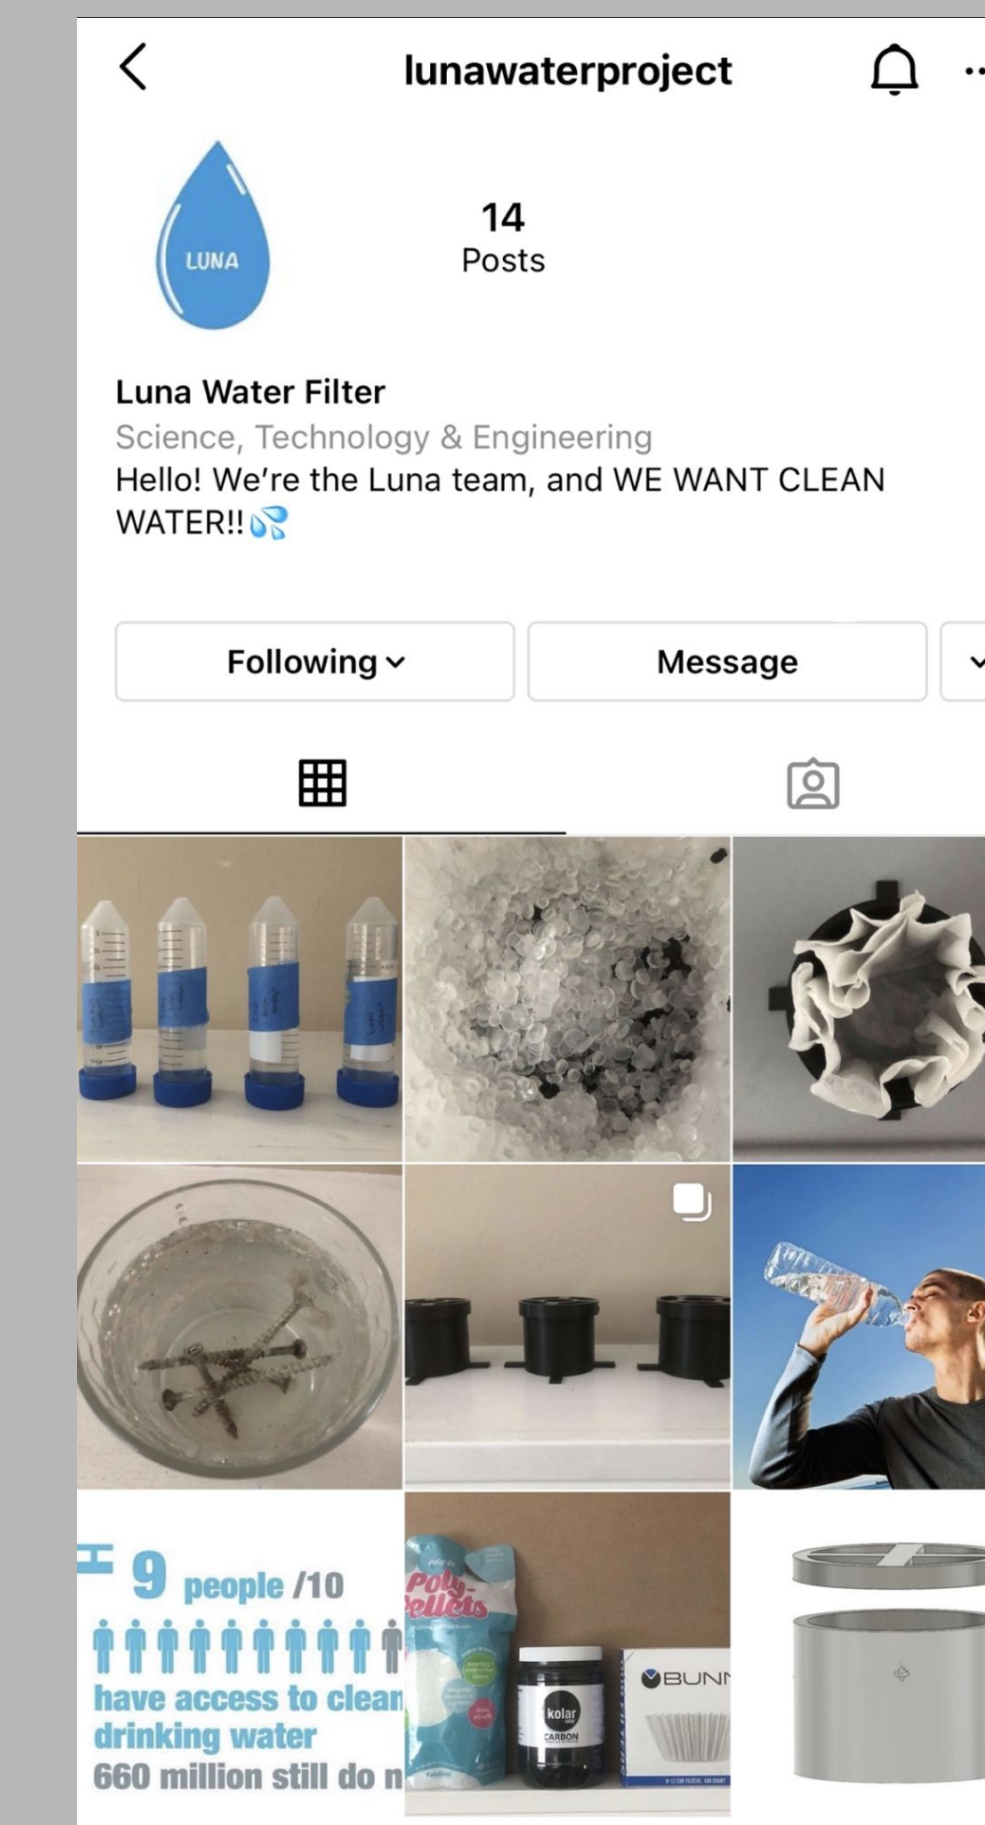 lunawaterproject
LUNA
14
Posts
Luna Water Filter
Science, Technology & Engineering
Hello! We’re the Luna team, and WE WANT CLEAN
WATER!!💦
Following
Message
9 people /10
have access to clean
drinking water
660 million still do n
Poly-
Pellets
kolar
CARBON
BUNN